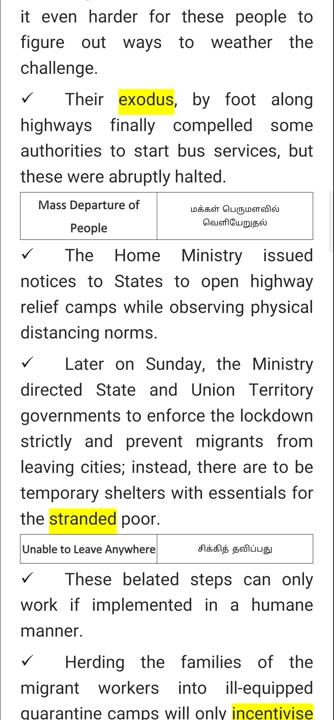 it even harder for these people to
figure out ways to weather the
challenge.
✓ Their exodus, by foot along
highways finally compelled some
authorities to start bus services, but
these were abruptly halted.
Mass Departure of
People
மக்கள் பெருமளவில்
வெளியேறுதல்
✓ The Home Ministry issued
notices to States to open highway
relief camps while observing physical
distancing norms.
✓ Later on Sunday, the Ministry
directed State and Union Territory
governments to enforce the lockdown
strictly and prevent migrants from
leaving cities; instead, there are to be
temporary shelters with essentials for
the stranded poor.
Unable to Leave Anywhere
சிக்கித் தவிப்பது
✓ These belated steps can only
work if implemented in a humane
manner.
✓ Herding the families of the
migrant workers into ill-equipped
quarantine camps will only incentivise